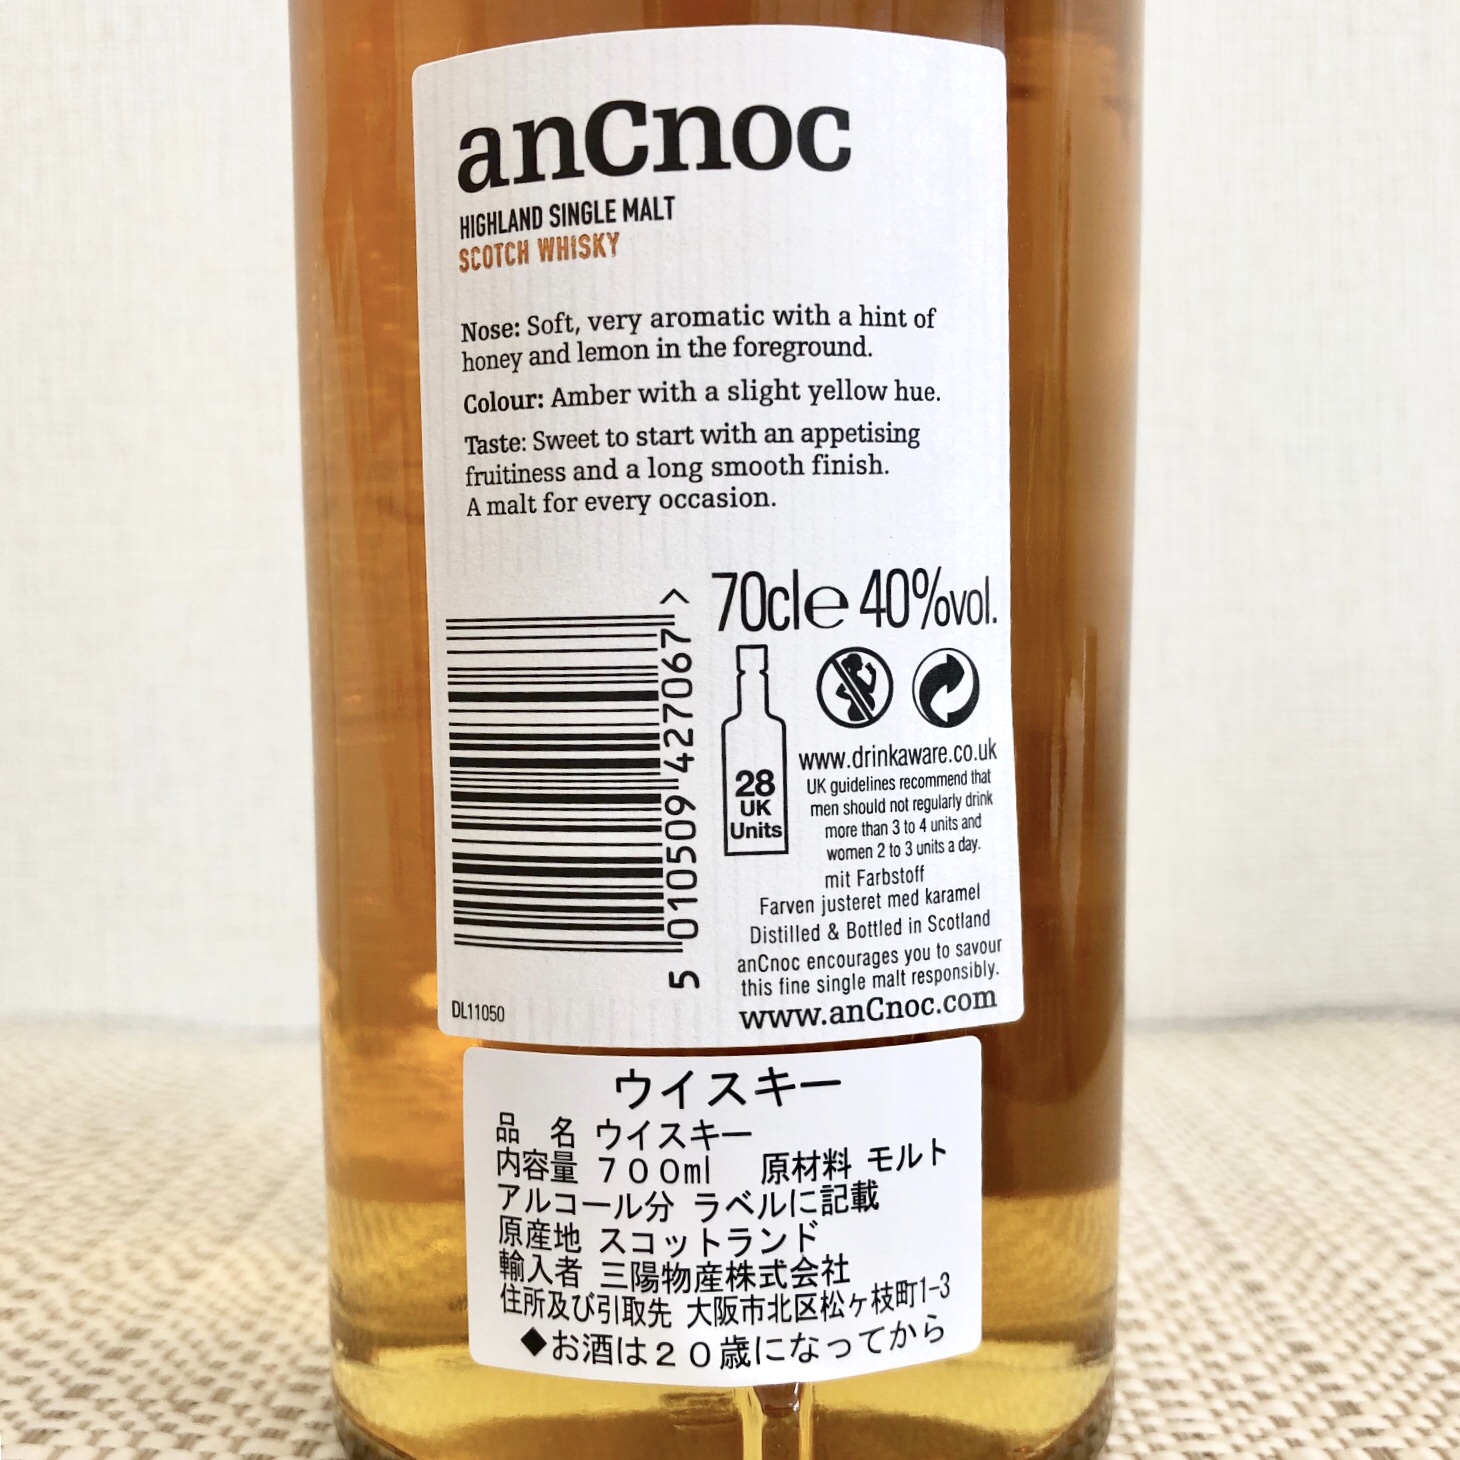 anCnoc
HIGHLAND SINGLE MALT
SCOTCH WHISKY
Nose: Soft, very aromatic with a hint of
honey and lemon in the foreground.
Colour: Amber with a slight yellow hue.
Taste: Sweet to start with an appetising
fruitiness and a long smooth finish.
A malt for every occasion.
70cle 40%vol.
5 010509 427067 >
28
UK
Units
www.drinkaware.co.uk
UK guidelines recommend that
men should not regularly drink
more than 3 to 4 units and
women 2 to 3 units a day.
mit Farbstoff
Farven justeret med karamel
Distilled & Bottled in Scotland
anCnoc encourages you to savour
this fine single malt responsibly.
www.anCnoc.com
DL11050
ウイスキー
品　名 ウイスキー
内容量 ７００ml　原材料 モルト
アルコール分 ラベルに記載
原産地 スコットランド
輸入者 三陽物産株式会社
住所及び引取先 大阪市北区松ヶ枝町1-3
◆お酒は２０歳になってから